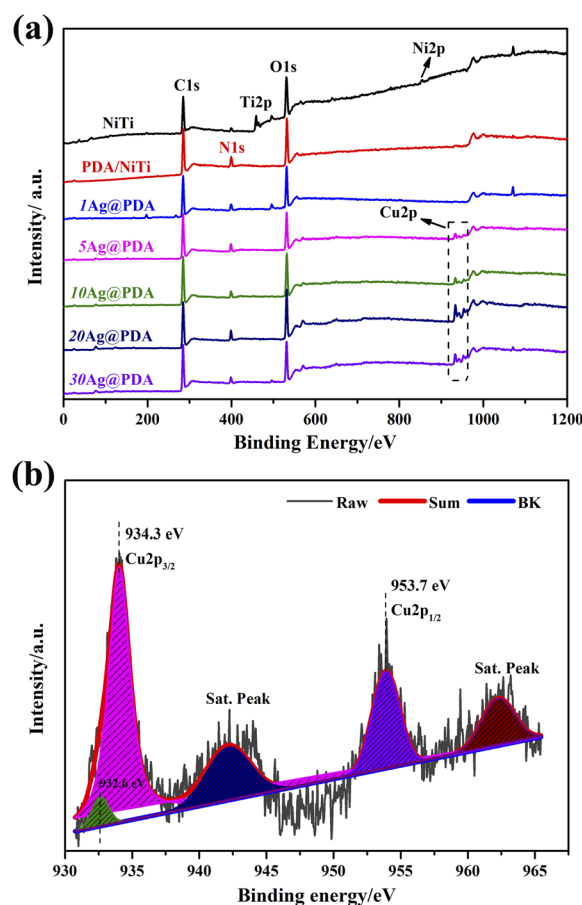 (a)
Ni2p
C1s
O1s
Ti2p
NiTi
N1s
PDA/NiTi
1Ag@PDA
Cu2p
5Ag@PDA
10Ag@PDA
20Ag@PDA
30Ag@PDA
Intensity/ a.u.
0 200 400 600 800 1000 1200
Binding Energy/eV
(b)
Raw Sum BK
934.3 eV
Cu2p3/2
953.7 eV
Cu2p1/2
Sat. Peak
Sat. Peak
932.6 eV
Intensity/a.u.
930 935 940 945 950 955 960 965
Binding energy/eV